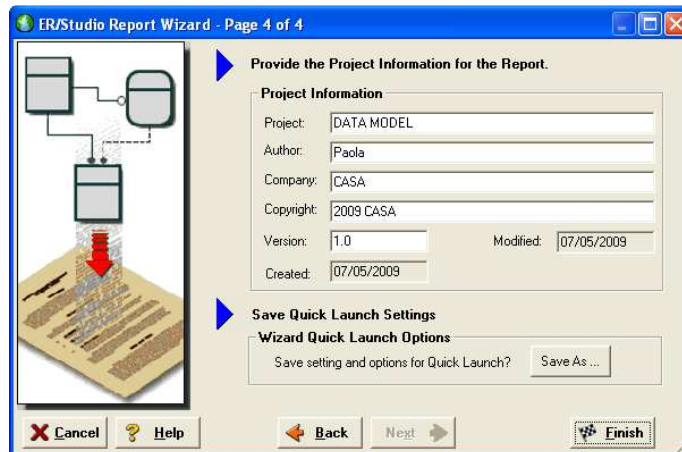 ER/Studio Report Wizard - Page 4 of 4
Provide the Project Information for the Report.
Project Information
Project: DATA MODEL
Author: Paola
Company: CASA
Copyright: 2009 CASA
Version: 1.0 Modified: 07/05/2009
Created: 07/05/2009
Save Quick Launch Settings
Wizard Quick Launch Options
Save setting and options for Quick Launch? Save As ...
Cancel Help Back Next Finish